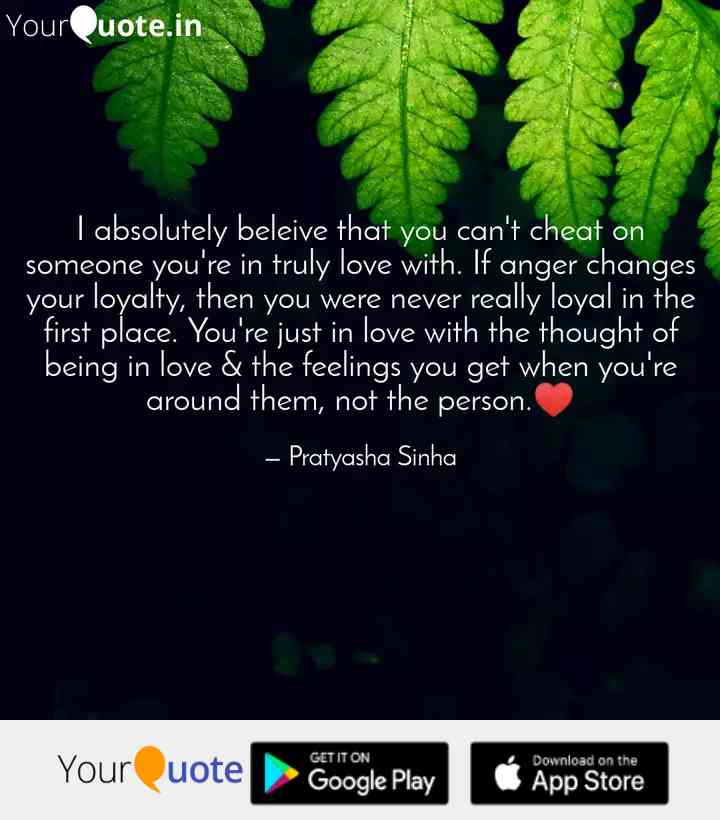 YourQuote.in
I absolutely beleive that you can't cheat on
someone you're in truly love with. If anger changes
your loyalty, then you were never really loyal in the
first place. You're just in love with the thought of
being in love & the feelings you get when you're
around them, not the person.❤️
– Pratyasha Sinha
YourQuote
GET IT ON
Google Play
Download on the
App Store